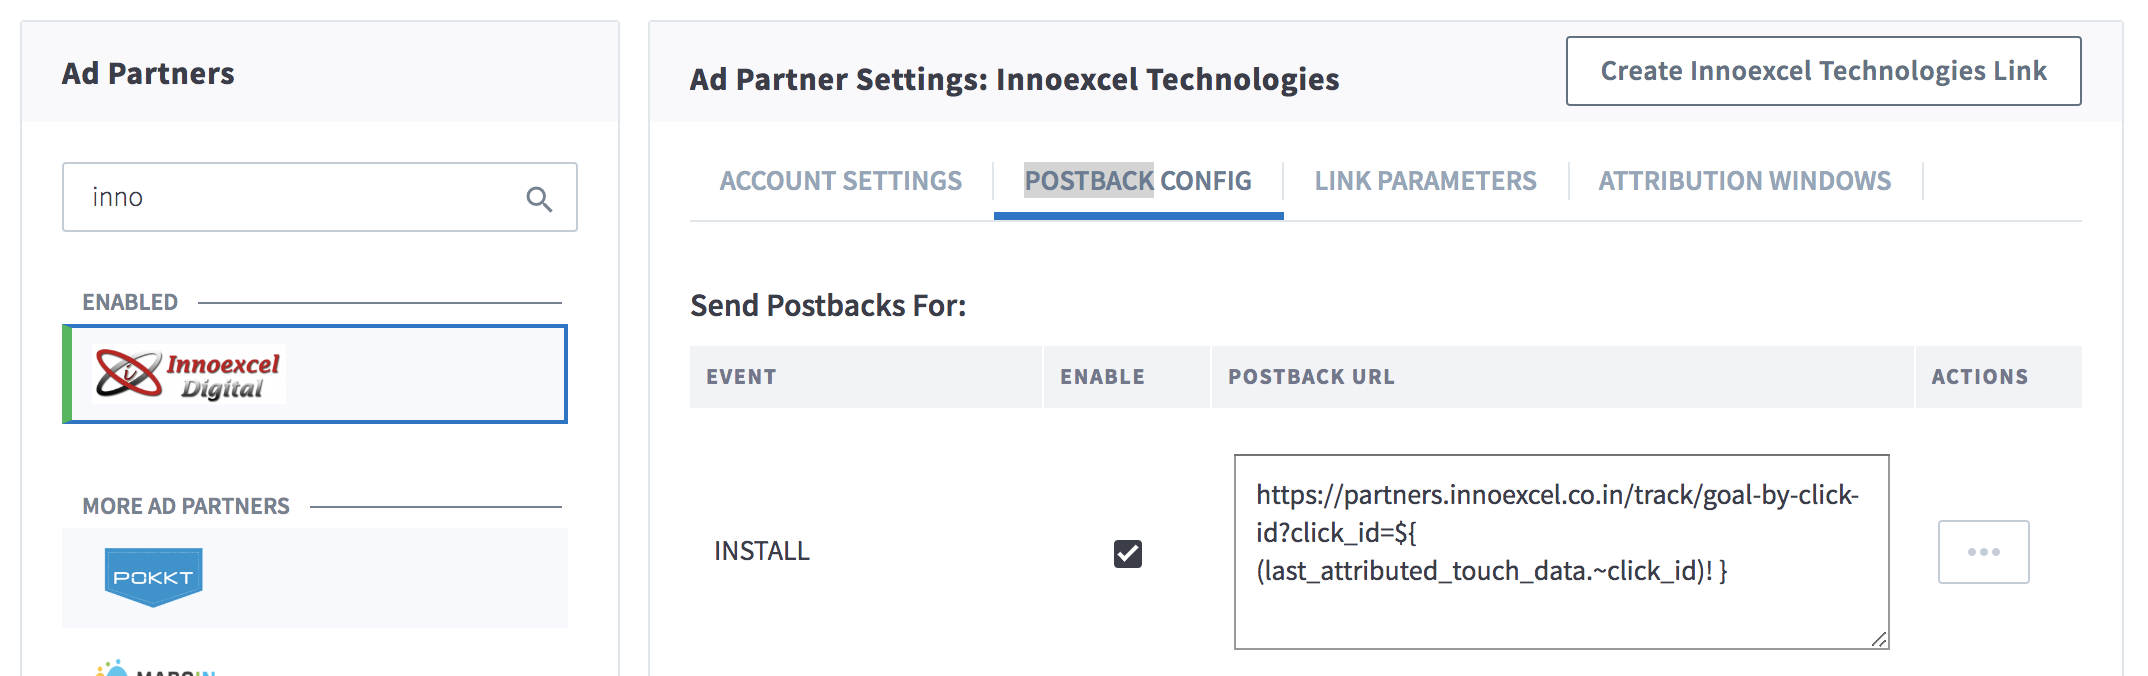 Ad Partners
inno
ENABLED
Innoexcel
Digital
MORE AD PARTNERS
POKKT
Ad Partner Settings: Innoexcel Technologies
Create Innoexcel Technologies Link
ACCOUNT SETTINGS
POSTBACK CONFIG
LINK PARAMETERS
ATTRIBUTION WINDOWS
Send Postbacks For:
EVENT
ENABLE
POSTBACK URL
ACTIONS
INSTALL
https://partners.innoexcel.co.in/track/goal-by-click-
id?click_id=${
(last_attributed_touch_data.~click_id)! }